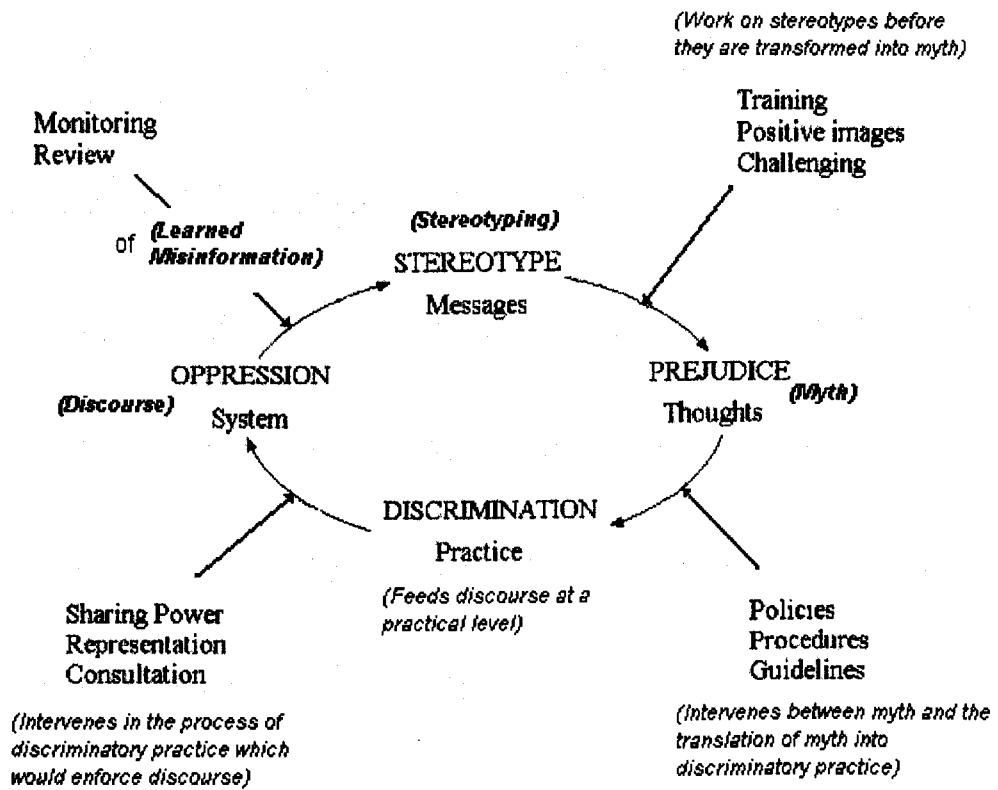 (Work on stereotypes before
they are transformed into myth)
Training
Positive images
Challenging
Monitoring
Review
of (Learned
Misinformation)
(Stereotyping)
STEREOTYPE
Messages
OPPRESSION
(Discourse)
System
PREJUDICE
(Myth)
Thoughts
DISCRIMINATION
Practice
(Feeds discourse at a
practical level)
Sharing Power
Representation
Consultation
(Intervenes in the process of
discriminatory practice which
would enforce discourse)
Policies
Procedures
Guidelines
(Intervenes between myth and the
translation of myth into
discriminatory practice)